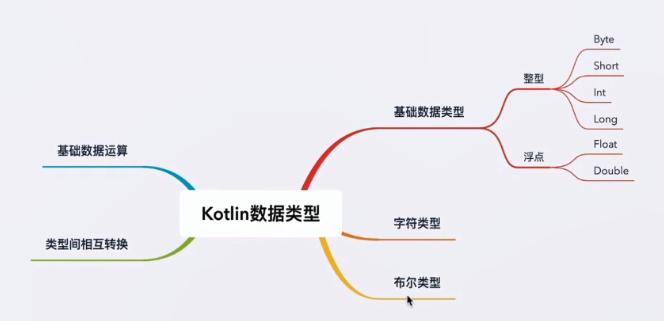 Kotlin数据类型
基础数据类型
整型
Byte
Short
Int
Long
浮点
Float
Double
字符类型
布尔类型
基础数据运算
类型间相互转换